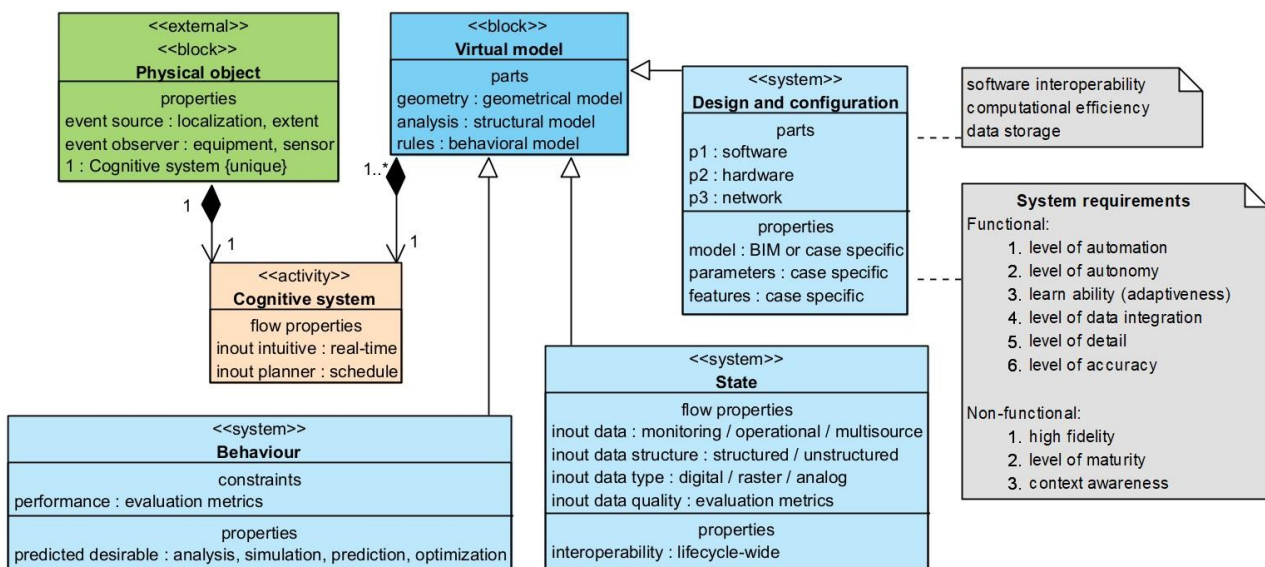 <<external>>
<<block>>
Physical object
properties
event source : localization, extent
event observer : equipment, sensor
1 : Cognitive system {unique}
<<block>>
Virtual model
parts
geometry : geometrical model
analysis : structural model
rules : behavioral model
<<system>>
Design and configuration
parts
p1 : software
p2 : hardware
p3 : network
properties
model : BIM or case specific
parameters : case specific
features : case specific
software interoperability
computational efficiency
data storage
System requirements
Functional:
1. level of automation
2. level of autonomy
3. learn ability (adaptiveness)
4. level of data integration
5. level of detail
6. level of accuracy
Non-functional:
1. high fidelity
2. level of maturity
3. context awareness
1
1
1..*
1
<<activity>>
Cognitive system
flow properties
inout intuitive : real-time
inout planner : schedule
<<system>>
Behaviour
constraints
performance : evaluation metrics
properties
predicted desirable : analysis, simulation, prediction, optimization
<<system>>
State
flow properties
inout data : monitoring / operational / multisource
inout data structure : structured / unstructured
inout data type : digital / raster / analog
inout data quality : evaluation metrics
properties
interoperability : lifecycle-wide